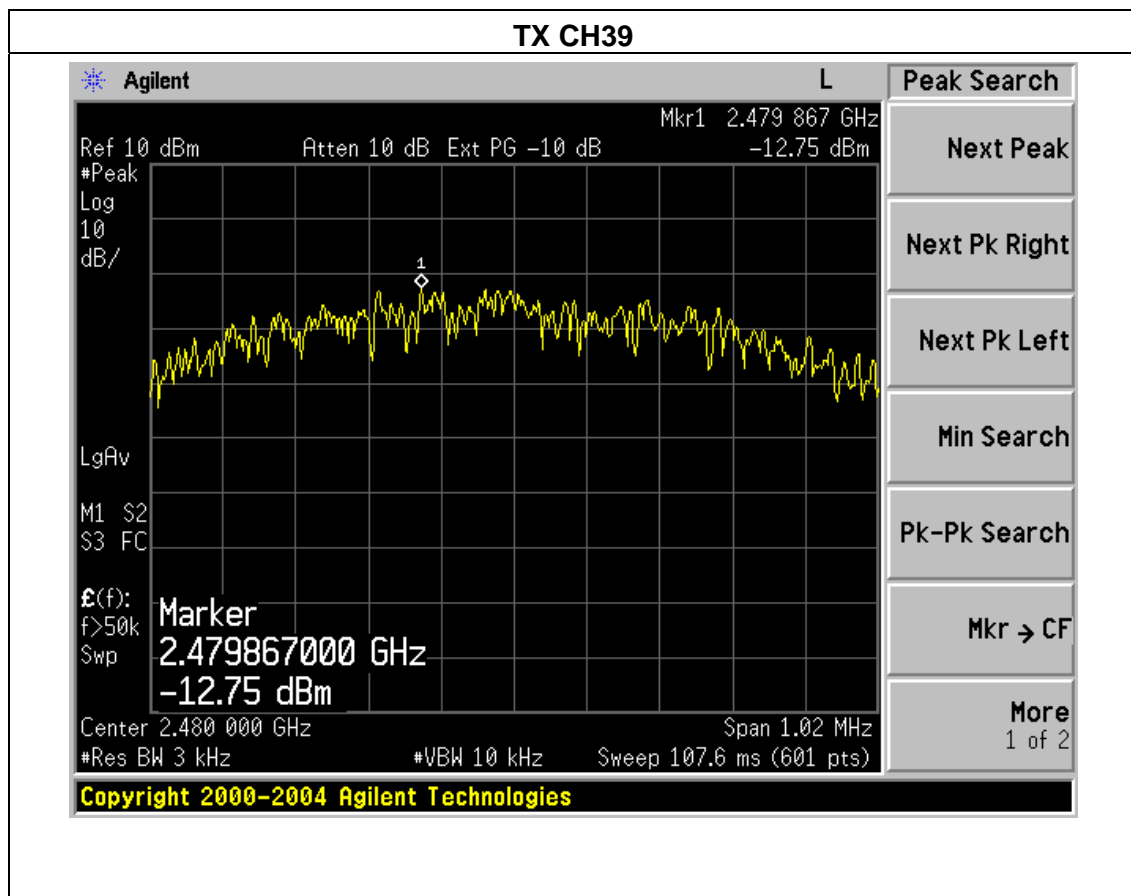 TX CH39
Agilent L Peak Search
Mkr1 2.479 867 GHz
Ref 10 dBm Atten 10 dB Ext PG -10 dB -12.75 dBm
#Peak
Log
10
dB/
1
LgAv
M1 S2
S3 FC
£(f):
f>50k
Swp
Marker
2.479867000 GHz
-12.75 dBm
Center 2.480 000 GHz Span 1.02 MHz
#Res BW 3 kHz #VBW 10 kHz Sweep 107.6 ms (601 pts)
Copyright 2000-2004 Agilent Technologies
Next Peak
Next Pk Right
Next Pk Left
Min Search
Pk-Pk Search
Mkr → CF
More
1 of 2